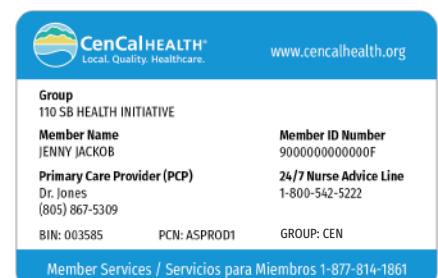 CenCalHEALTH®
Local. Quality. Healthcare.
www.cencalhealth.org
Group
110 SB HEALTH INITIATIVE
Member Name
JENNY JACKOB
Member ID Number
9000000000000F
Primary Care Provider (PCP)
Dr. Jones
(805) 867-5309
24/7 Nurse Advice Line
1-800-542-5222
BIN: 003585 PCN: ASPROD1 GROUP: CEN
Member Services / Servicios para Miembros 1-877-814-1861